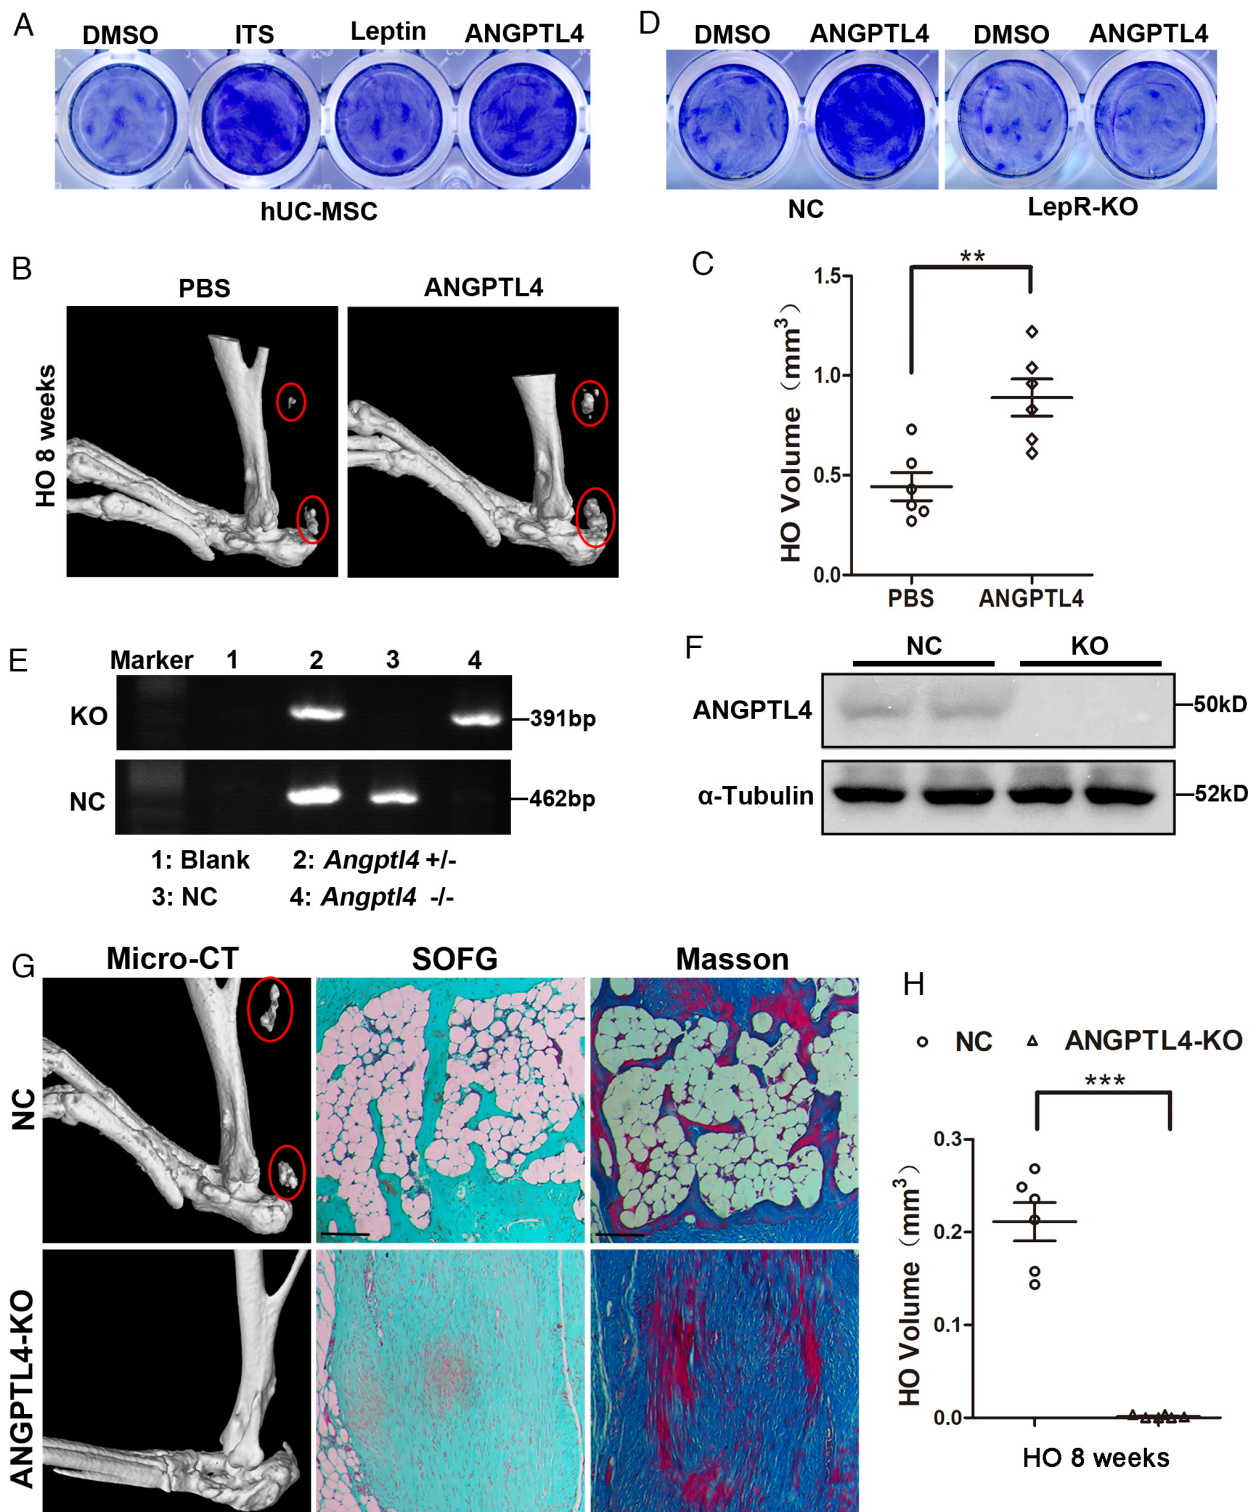 A
DMSO ITS Leptin ANGPTL4
hUC-MSC
D
DMSO ANGPTL4 DMSO ANGPTL4
NC LepR-KO
B
PBS ANGPTL4
HO 8 weeks
C
**
HO Volume (mm³)
1.5
1.0
0.5
0.0
PBS ANGPTL4
E
Marker 1 2 3 4
KO 391bp
NC 462bp
1: Blank 2: Angptl4 +/-
3: NC 4: Angptl4 -/-
F
NC KO
ANGPTL4 50kD
α-Tubulin 52kD
G
Micro-CT SOFG Masson
NC
ANGPTL4-KO
H
NC ANGPTL4-KO
***
HO Volume (mm³)
0.3
0.2
0.1
0.0
HO 8 weeks